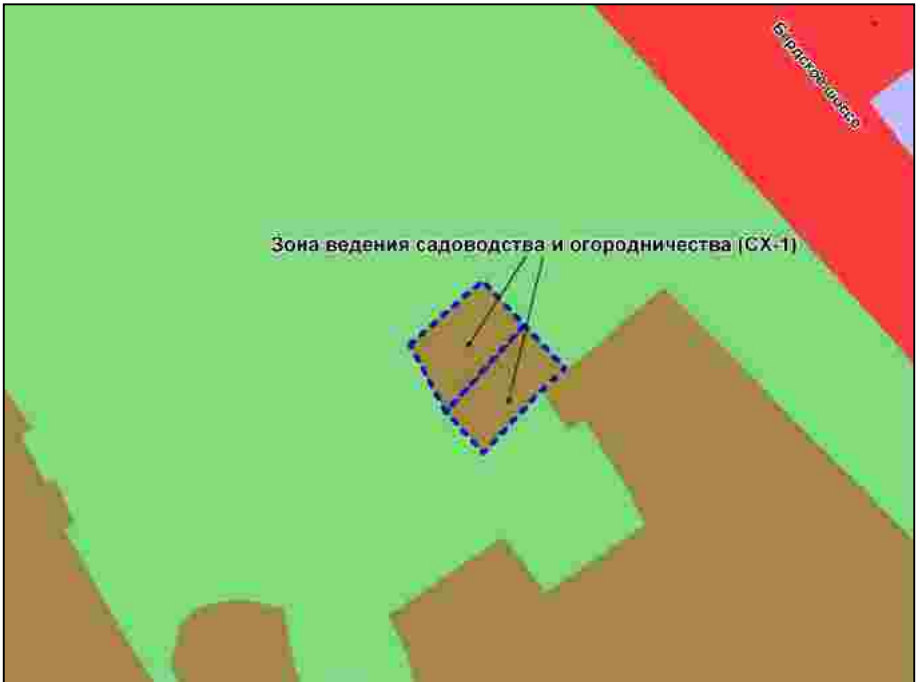 Бердское шоссе
Зона ведения садоводства и огородничества (СХ-1)